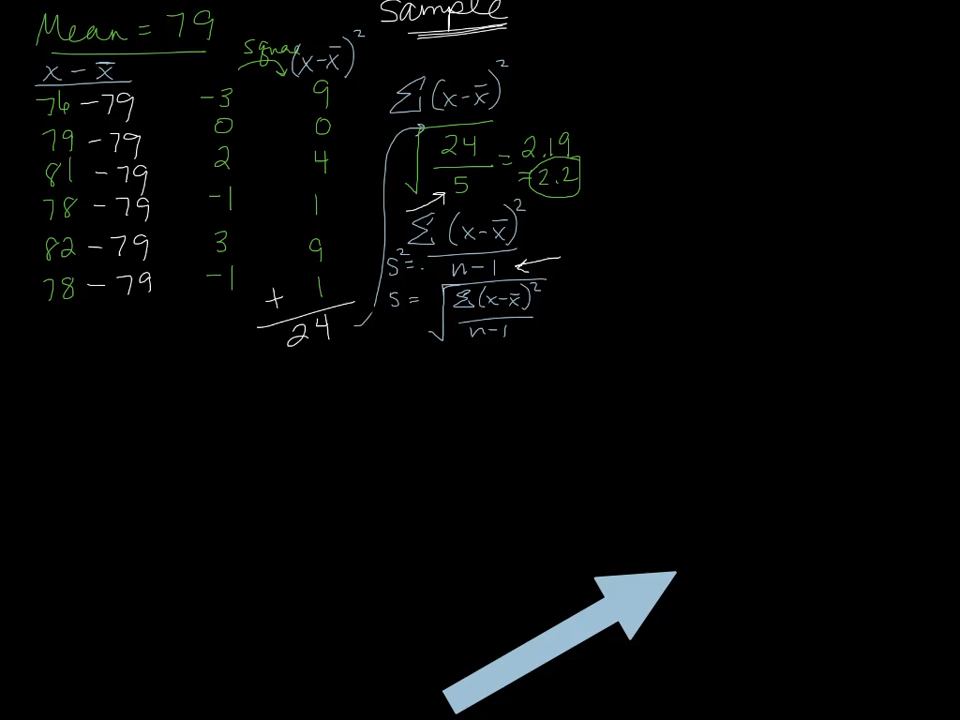 Sample
Mean = 79
square
(x-x̄)²
x - x̄
76 - 79 -3 9
79 - 79 0 0
81 - 79 2 4
78 - 79 -1 1
82 - 79 3 9
78 - 79 -1 1
+
24
Σ(x-x̄)²
√24/5 = 2.19
= 2.2
s² = Σ(x-x̄)²/n-1
s = √Σ(x-x̄)²/n-1